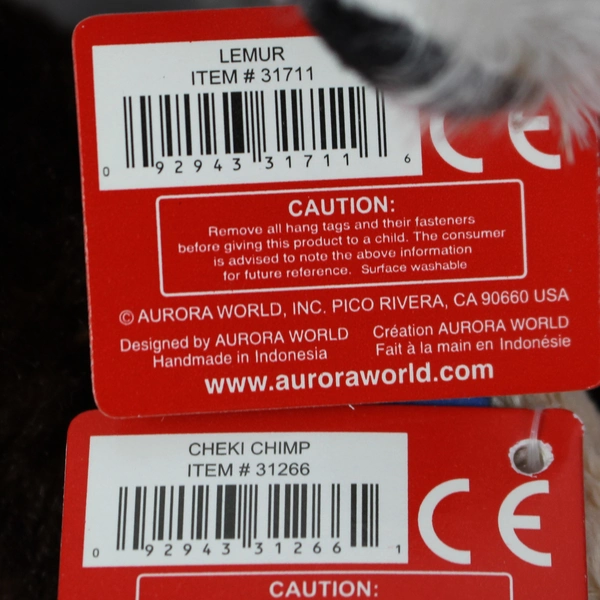 LEMUR
ITEM # 31711
0 92943 31711 6
CE
CAUTION:
Remove all hang tags and their fasteners
before giving this product to a child. The consumer
is advised to note the above information
for future reference. Surface washable
© AURORA WORLD, INC. PICO RIVERA, CA 90660 USA
Designed by AURORA WORLD
Handmade in Indonesia
Création AURORA WORLD
Fait à la main en Indonésie
www.auroraworld.com
CHEKI CHIMP
ITEM # 31266
0 92943 31266 1
CE
CAUTION: